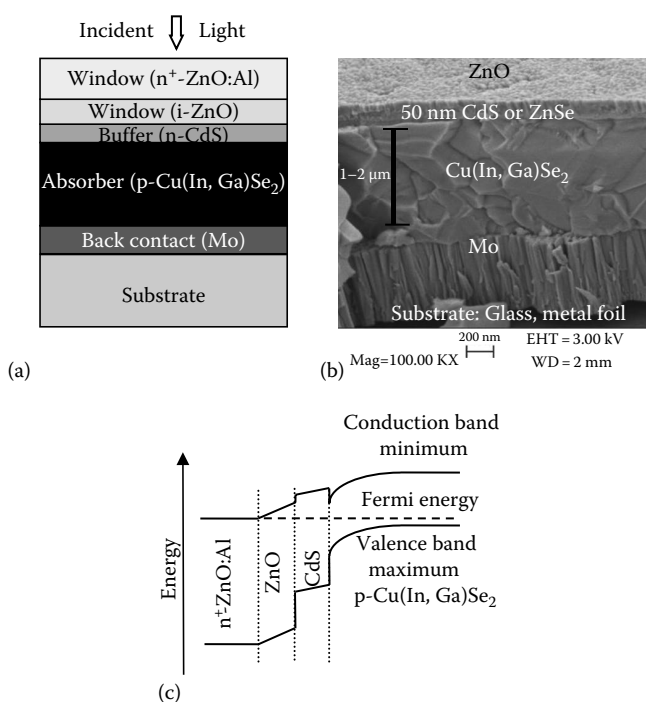 Incident Light
Window (n⁺-ZnO:Al)
Window (i-ZnO)
Buffer (n-CdS)
Absorber (p-Cu(In, Ga)Se₂)
Back contact (Mo)
Substrate
(a)
ZnO
50 nm CdS or ZnSe
1–2 μm
Cu(In, Ga)Se₂
Mo
Substrate: Glass, metal foil
200 nm
EHT = 3.00 kV
Mag=100.00 KX
WD = 2 mm
(b)
Conduction band
minimum
Fermi energy
Valence band
maximum
p-Cu(In, Ga)Se₂
Energy
n⁺ZnO:Al
ZnO
CdS
(c)